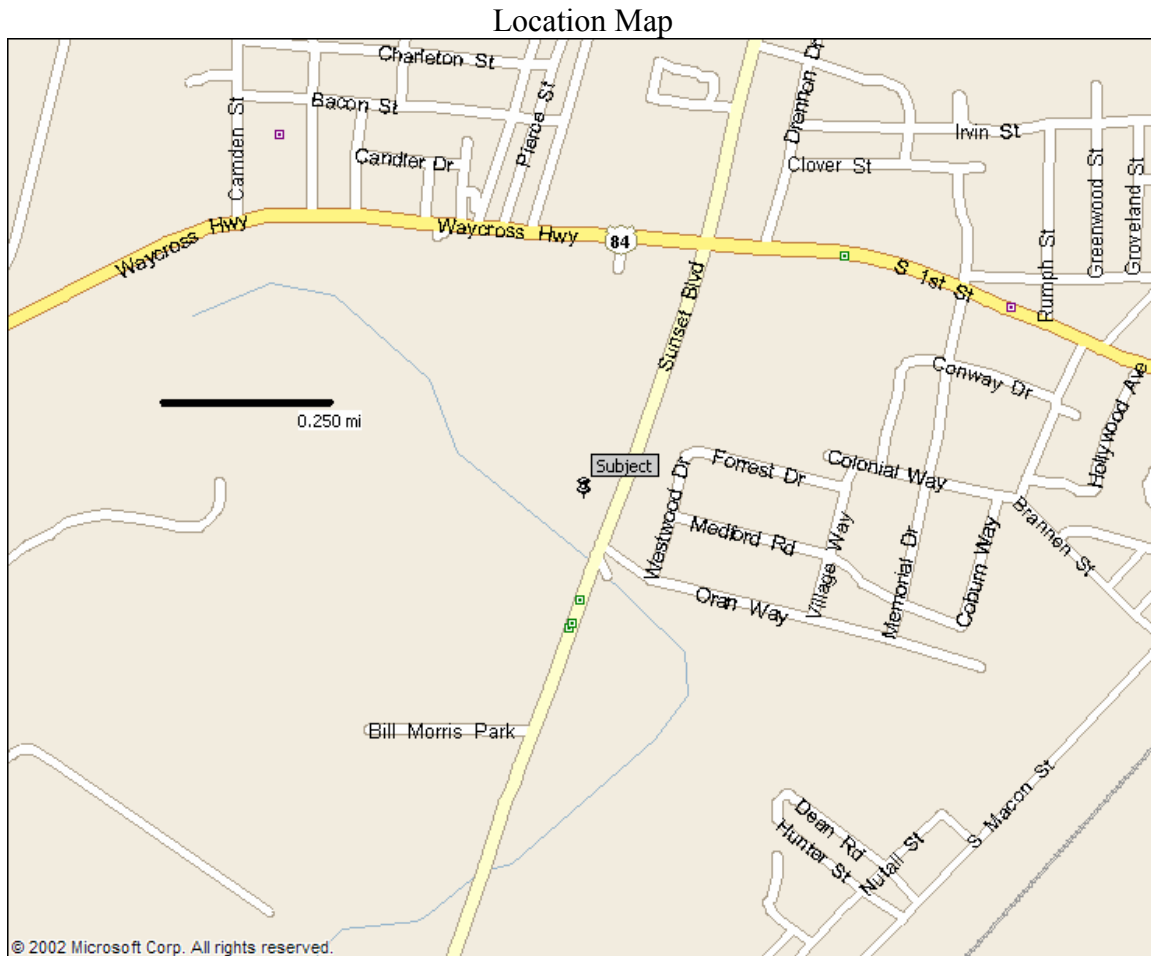 Location Map
Charleton St
Bacon St
Camden St
Pierce St
Candler Dr
Drennon Dr
Irvin St
Clover St
Greenwood St
Groveland St
Rumph St
Waycross Hwy
Waycross Hwy
84
S 1st St
Sunset Blvd
Conway Dr
Hollywood Ave
0.250 mi
Subject
Forrest Dr
Colonial Way
Westwood Dr
Medford Rd
Village Way
Memorial Dr
Coburn Way
Brannen St
Oran Way
Bill Morris Park
S Macon St
Dean Rd
Hunter St
Nutall St
© 2002 Microsoft Corp. All rights reserved.